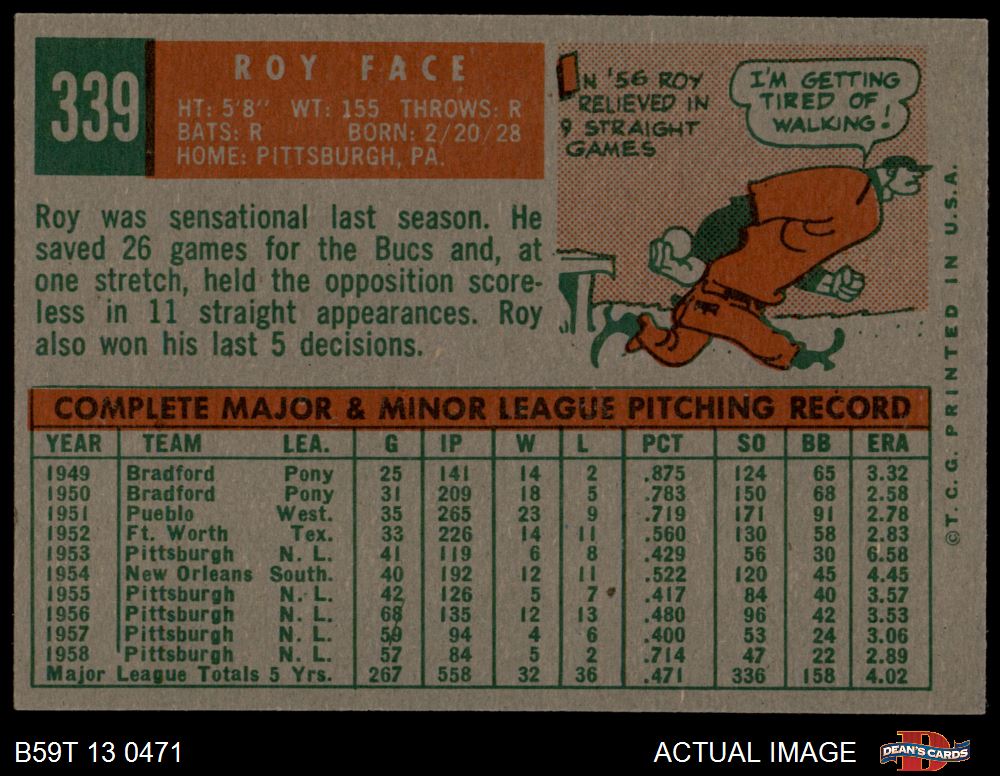 339
ROY FACE
HT: 5'8" WT: 155 THROWS: R
BATS: R BORN: 2/20/28
HOME: PITTSBURGH, PA.
IN '56 ROY
RELIEVED IN
9 STRAIGHT
GAMES
I'M GETTING
TIRED OF
WALKING!
Roy was sensational last season. He
saved 26 games for the Bucs and, at
one stretch, held the opposition score-
less in 11 straight appearances. Roy
also won his last 5 decisions.
COMPLETE MAJOR & MINOR LEAGUE PITCHING RECORD
YEAR TEAM LEA. G IP W L PCT SO BB ERA
1949 Bradford Pony 25 141 14 2 .875 124 65 3.32
1950 Bradford Pony 31 209 18 5 .783 150 68 2.58
1951 Pueblo West. 35 265 23 9 .719 171 91 2.78
1952 Ft. Worth Tex. 33 226 14 11 .560 130 58 2.83
1953 Pittsburgh N. L. 41 119 6 8 .429 56 30 6.58
1954 New Orleans South. 40 192 12 11 .522 120 45 4.45
1955 Pittsburgh N. L. 42 126 5 7 .417 84 40 3.57
1956 Pittsburgh N. L. 68 135 12 13 .480 96 42 3.53
1957 Pittsburgh N. L. 59 94 4 6 .400 53 24 3.06
1958 Pittsburgh N. L. 57 84 5 2 .714 47 22 2.89
Major League Totals 5 Yrs. 267 558 32 36 .471 336 158 4.02
©T. C. G. PRINTED IN U.S.A.
B59T 13 0471
ACTUAL IMAGE
D
DEAN'S CARDS